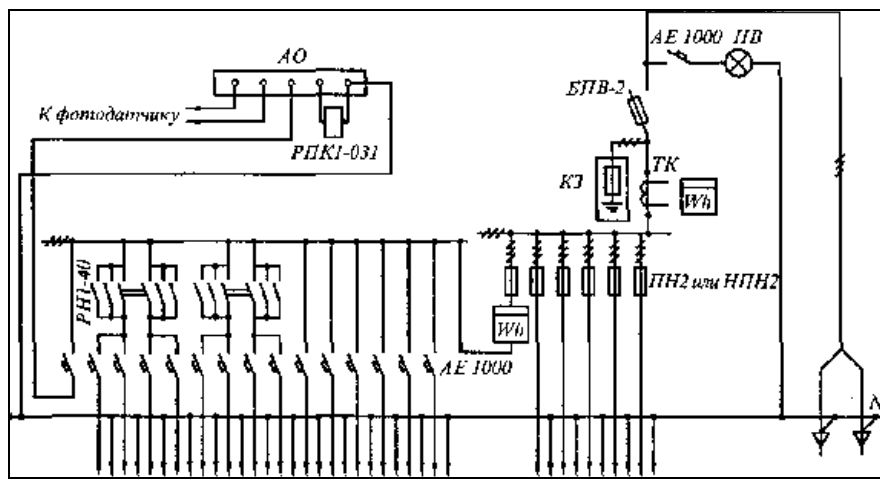 АО
АЕ 1000 ПВ
К фотодатчику
БПВ-2
РПК1-031
КЗ
ТК
Wh
РН1-40
ПН2 или НПН2
Wh
АЕ 1000
N